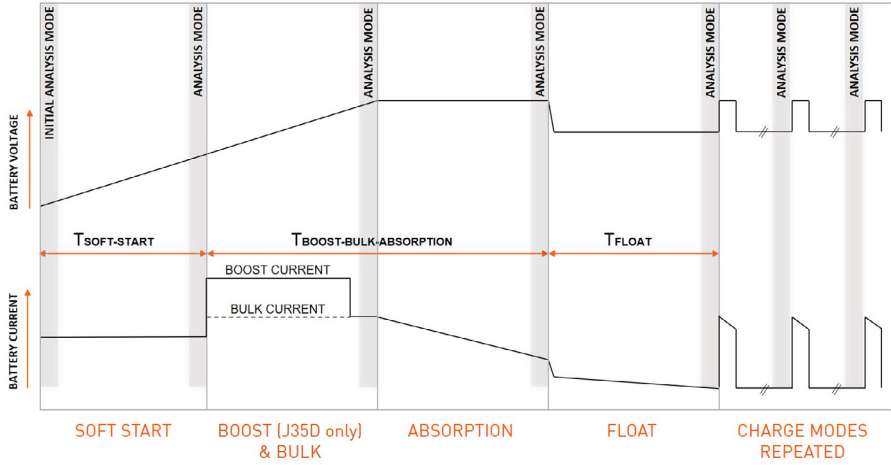 INITIAL ANALYSIS MODE
ANALYSIS MODE
ANALYSIS MODE
ANALYSIS MODE
ANALYSIS MODE
ANALYSIS MODE
ANALYSIS MODE
BATTERY VOLTAGE
TSOFT-START
TBOOST-BULK-ABSORPTION
TFLOAT
BATTERY CURRENT
BOOST CURRENT
BULK CURRENT
SOFT START
BOOST (J35D only)
& BULK
ABSORPTION
FLOAT
CHARGE MODES
REPEATED